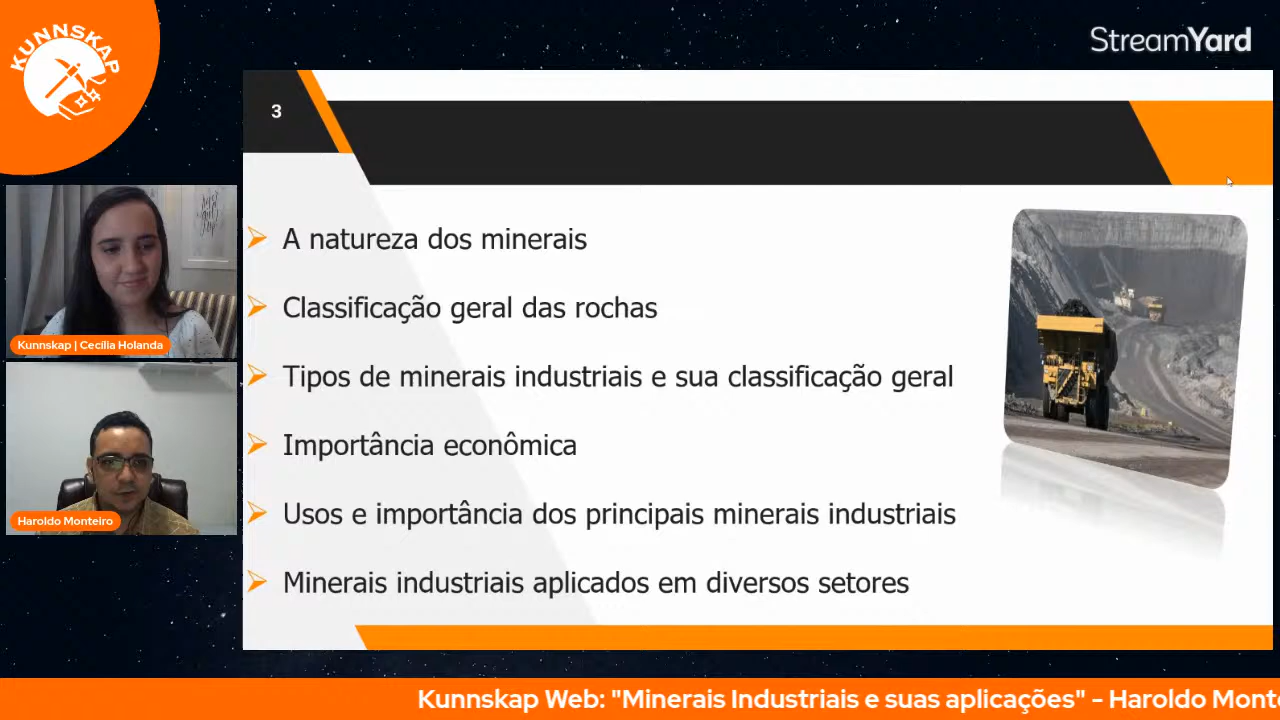 KUNNSKAP
StreamYard
3
A natureza dos minerais
Classificação geral das rochas
Tipos de minerais industriais e sua classificação geral
Importância econômica
Usos e importância dos principais minerais industriais
Minerais industriais aplicados em diversos setores
just
Kunnskap | Cecília Holanda
Haroldo Monteiro
Kunnskap Web: "Minerais Industriais e suas aplicações" - Haroldo Mont